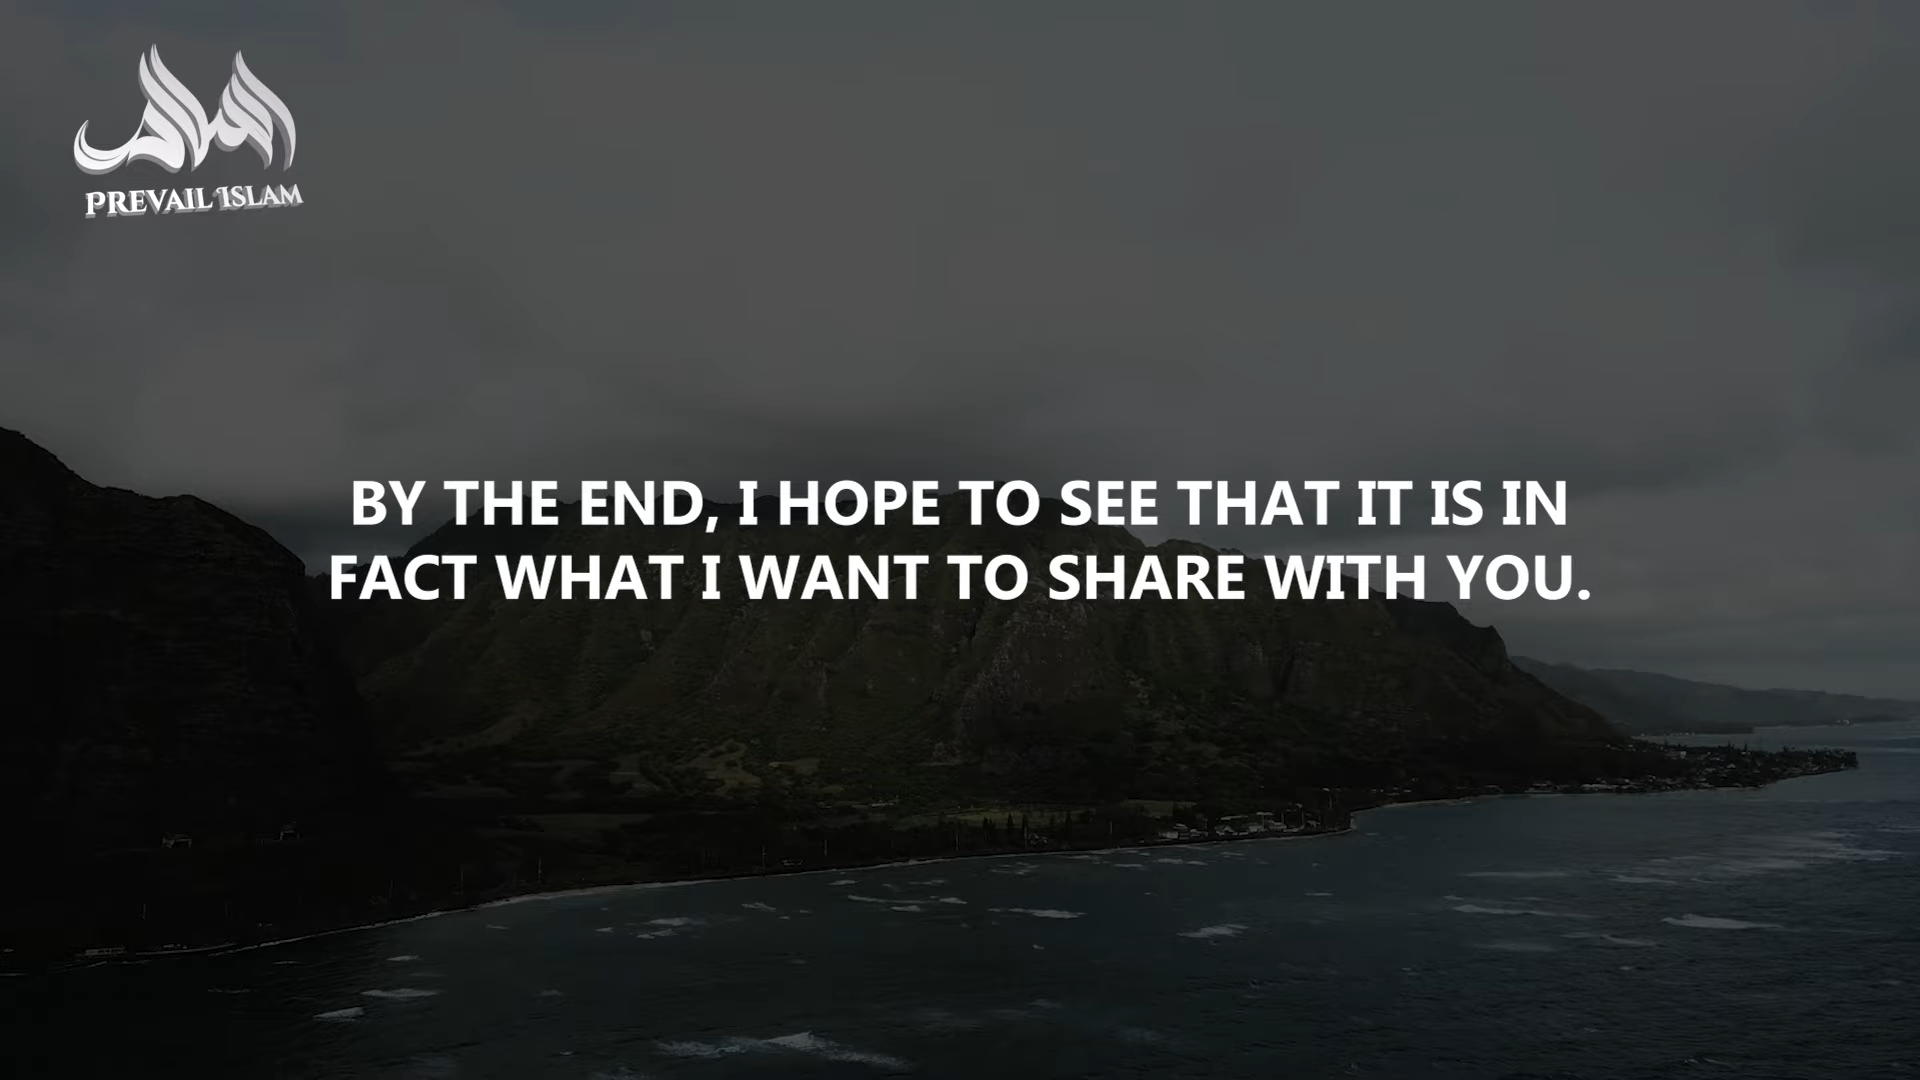 PREVAIL ISLAM
BY THE END, I HOPE TO SEE THAT IT IS IN
FACT WHAT I WANT TO SHARE WITH YOU.